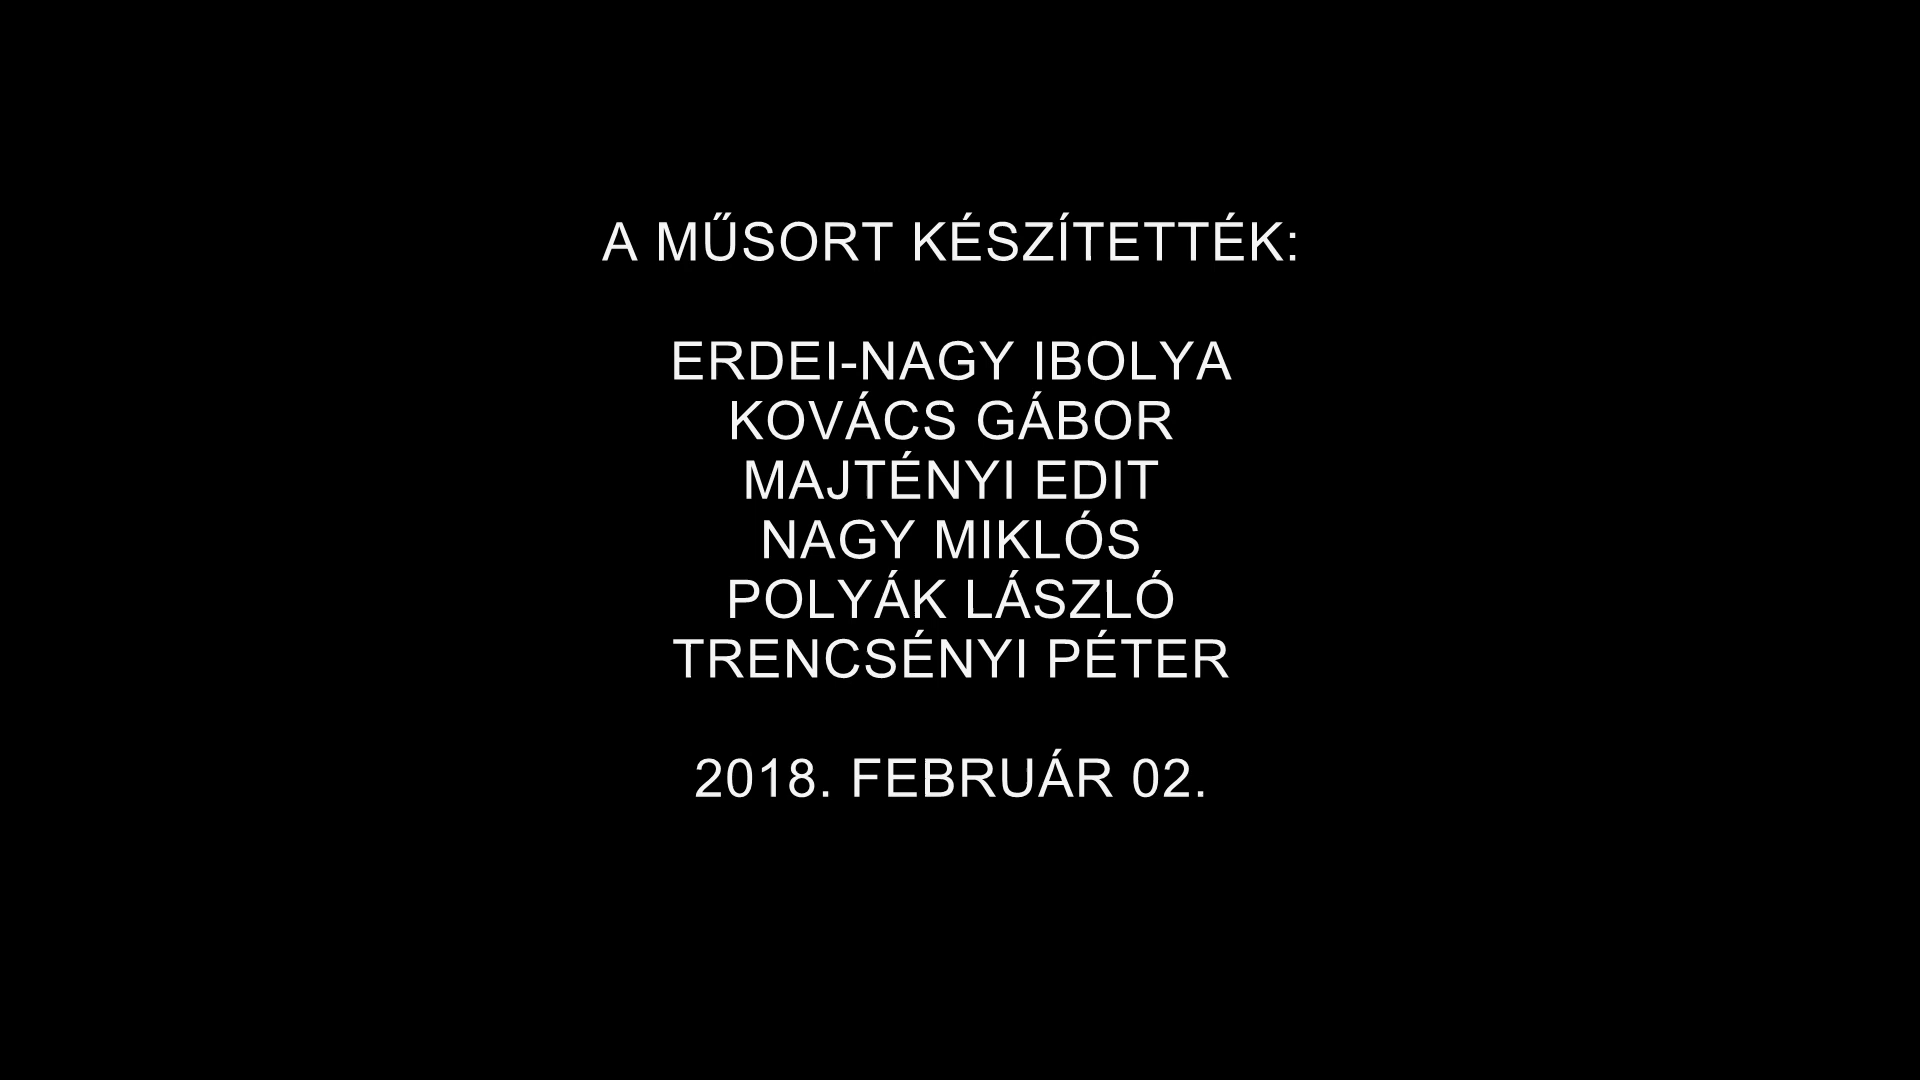 A MŰSORT KÉSZÍTETTÉK:
ERDEI-NAGY IBOLYA
KOVÁCS GÁBOR
MAJTÉNYI EDIT
NAGY MIKLÓS
POLYÁK LÁSZLÓ
TRENCSÉNYI PÉTER
2018. FEBRUÁR 02.